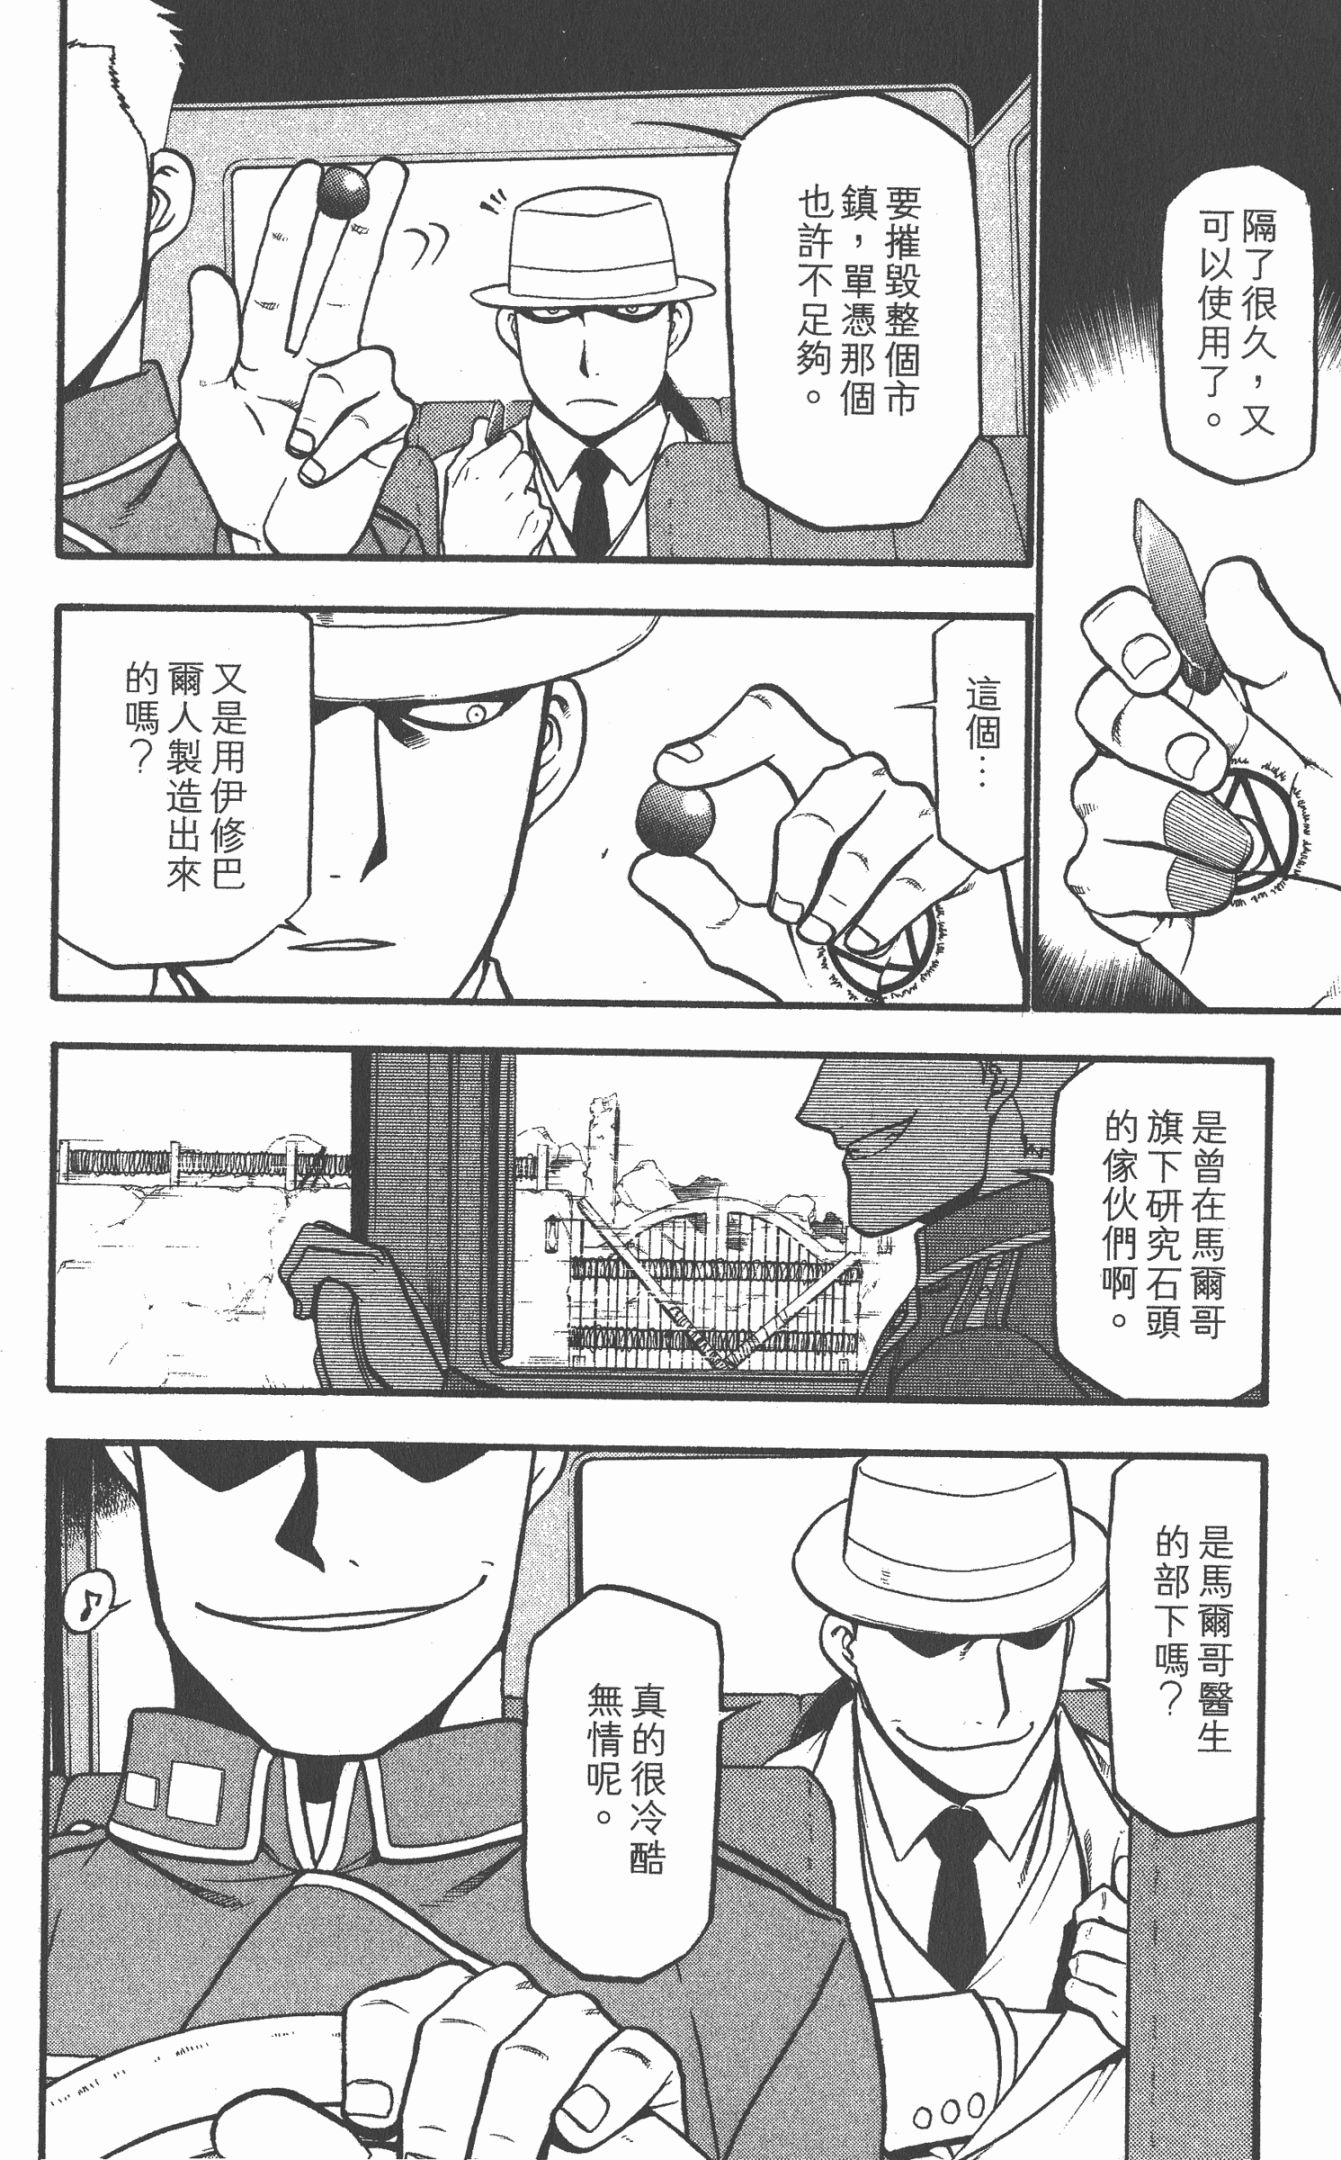 隔了很久，又
可以使用了。
要摧毀整個市
鎮，單憑那個
也許不足夠。
這個…
又是用伊修巴
爾人製造出來
的嗎？
是曾在馬爾哥
旗下研究石頭
的傢伙們啊。
是馬爾哥醫生
的部下嗎？
真的很冷酷
無情呢。